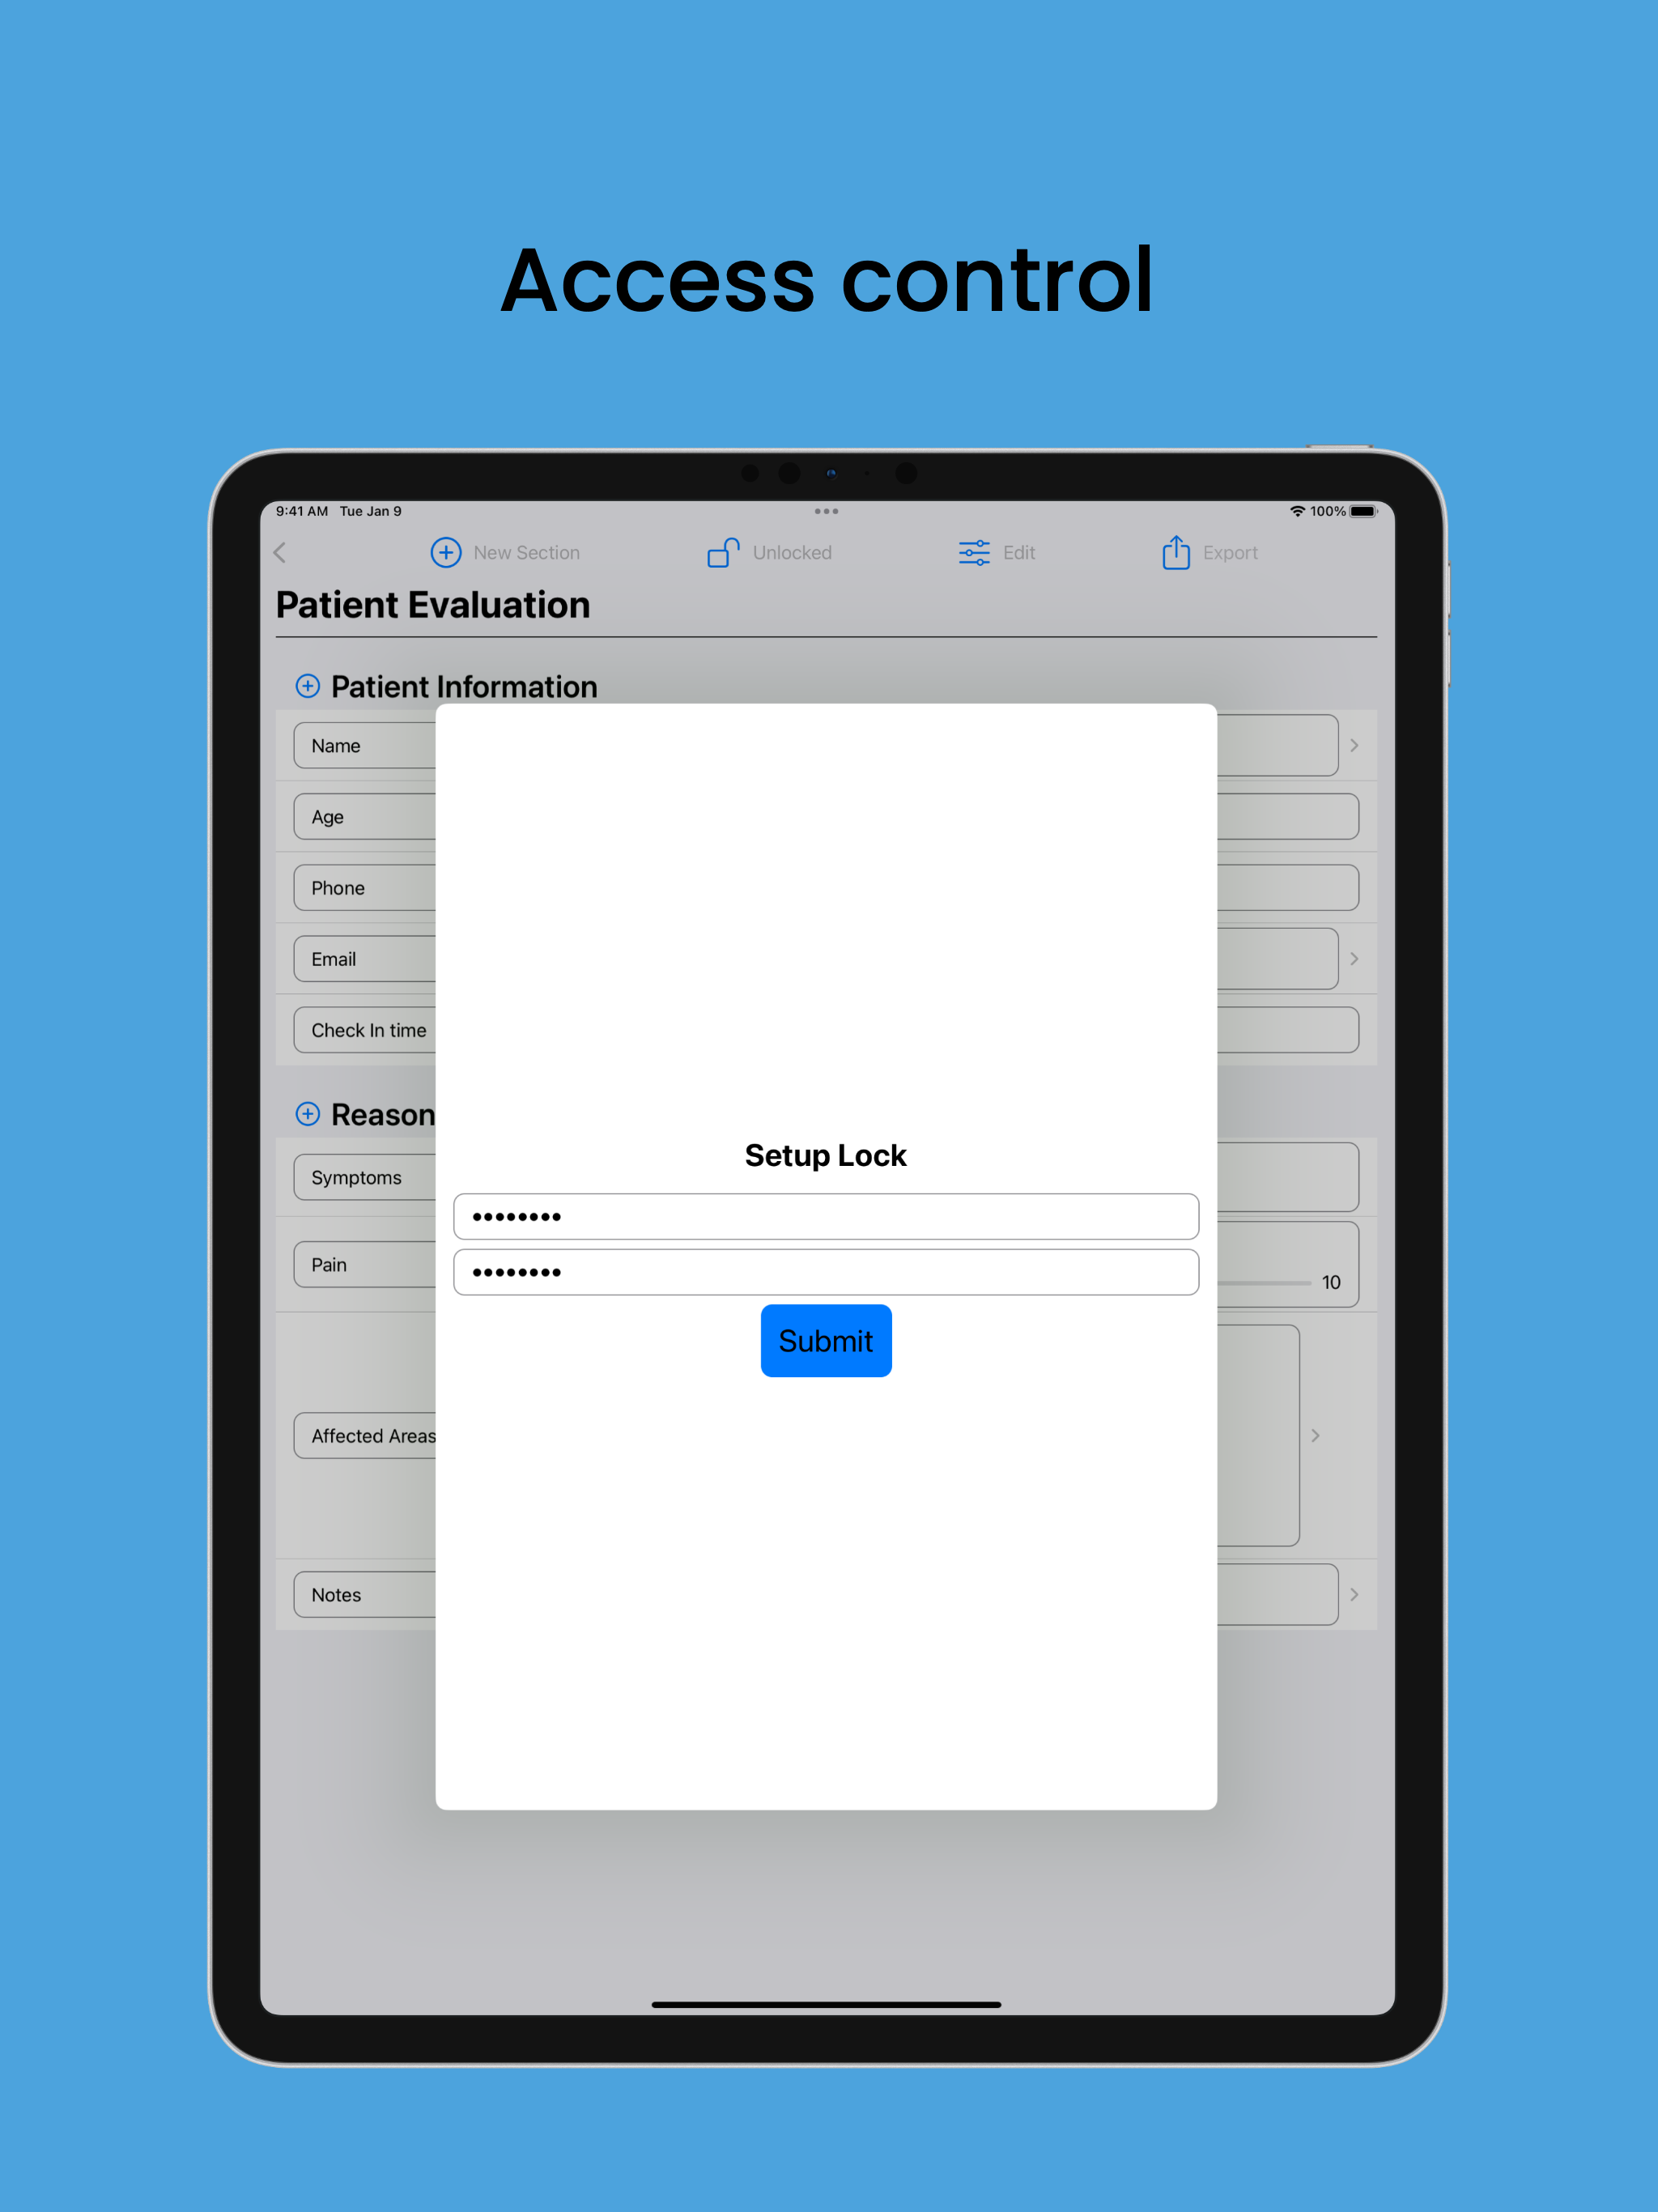 Access control
9:41 AM Tue Jan 9
100%
New Section
Unlocked
Edit
Export
Patient Evaluation
Patient Information
Name
Age
Phone
Email
Check In time
Reason
Symptoms
Pain
10
Affected Areas
Notes
Setup Lock
••••••••
••••••••
Submit